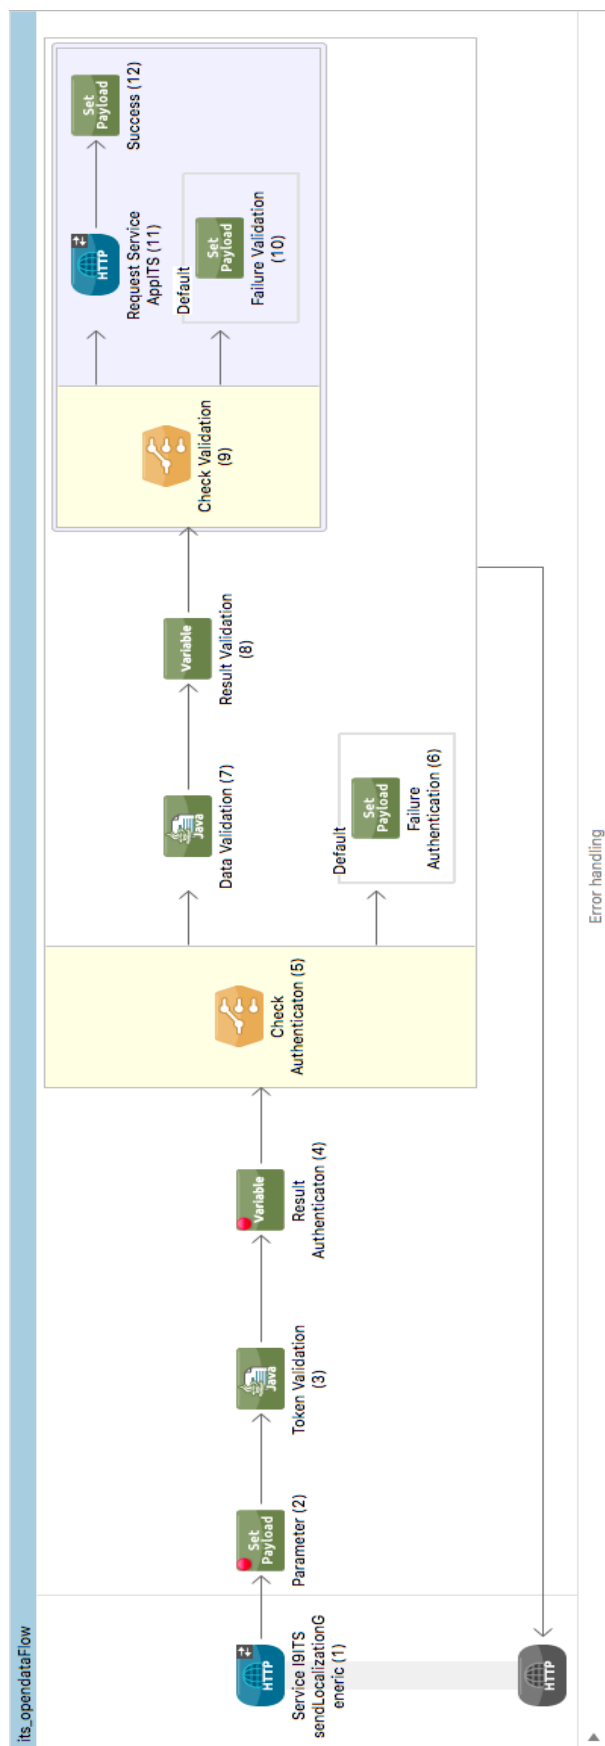 its_opendataFlow
HTTP
Service I9ITS
sendLocalizationG
eneric (1)
HTTP
Set
Payload
Parameter (2)
Java
Token Validation
(3)
Variable
Result
Authenticaton (4)
Check
Authenticaton (5)
Java
Data Validation (7)
Variable
Result Validation
(8)
Default
Set
Payload
Failure
Authentication (6)
Check Validation
(9)
HTTP
Request Service
AppITS (11)
Set
Payload
Success (12)
Default
Set
Payload
Failure Validation
(10)
Error handling